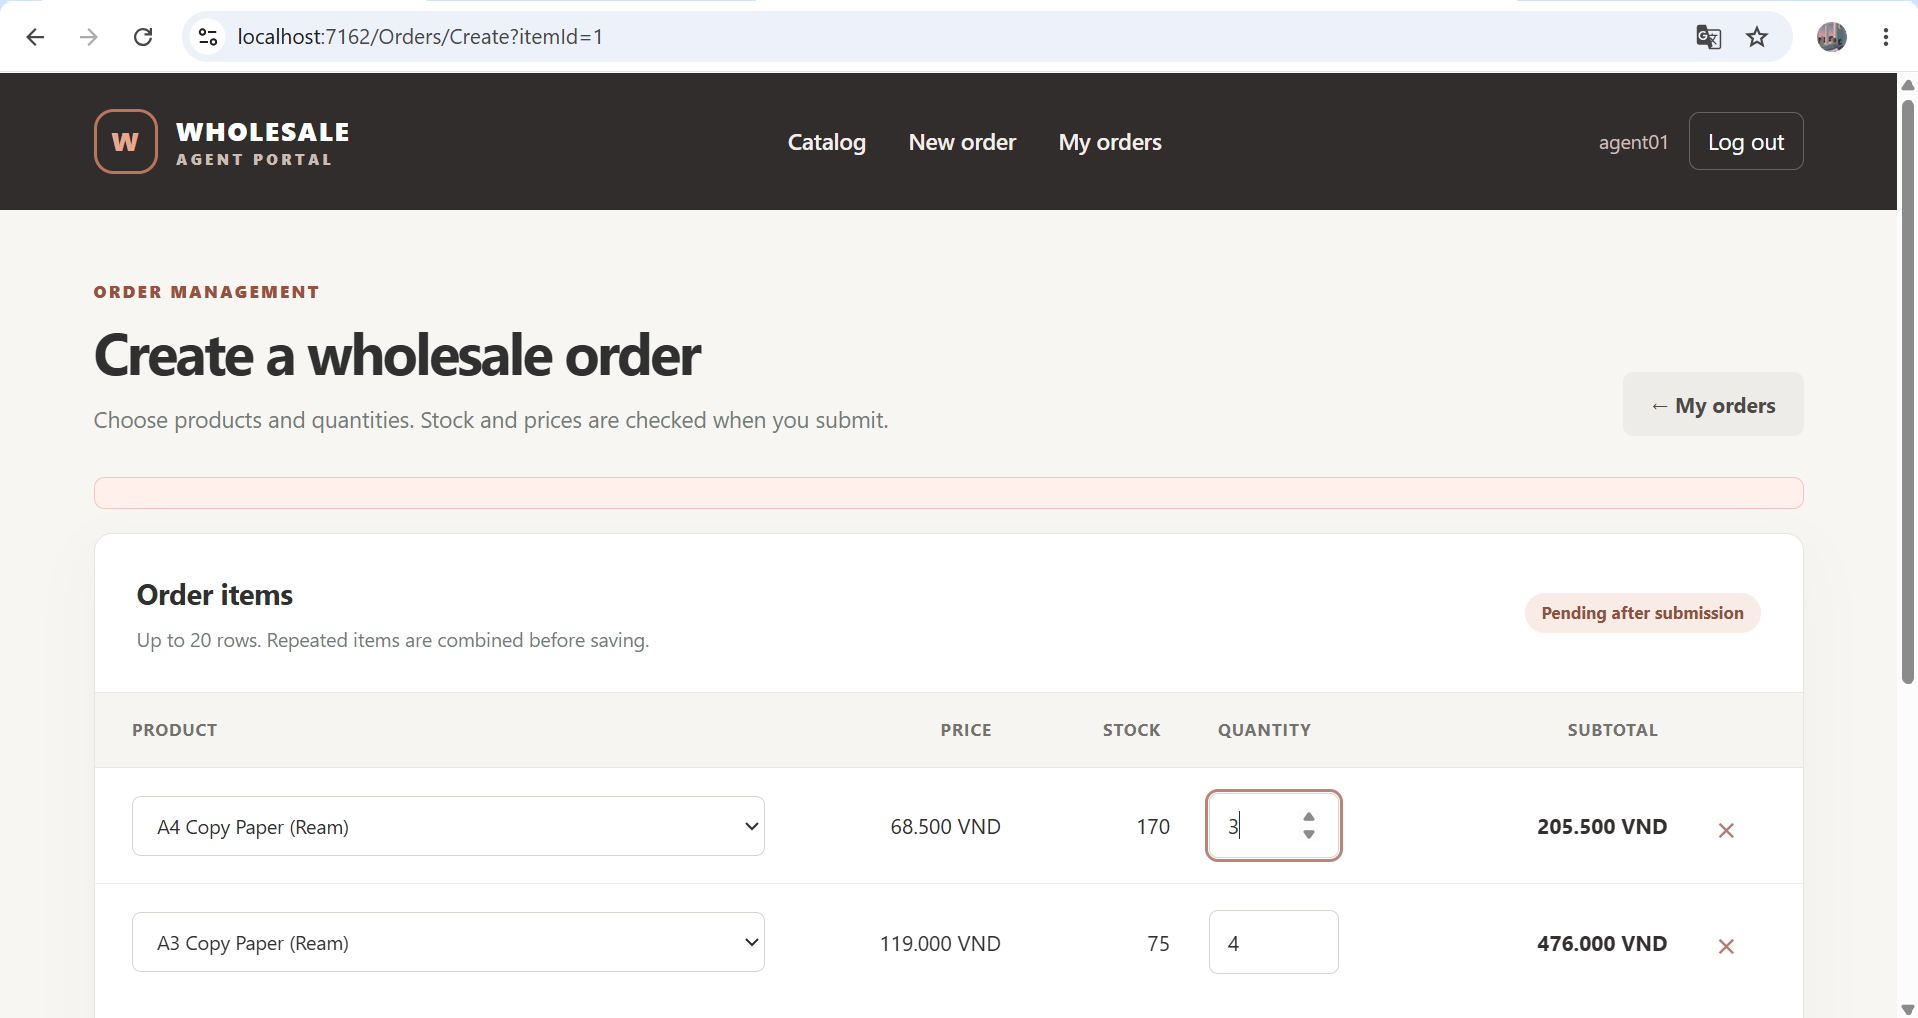 localhost:7162/Orders/Create?itemId=1
W
WHOLESALE
AGENT PORTAL
Catalog
New order
My orders
agent01
Log out
ORDER MANAGEMENT
Create a wholesale order
Choose products and quantities. Stock and prices are checked when you submit.
← My orders
Order items
Up to 20 rows. Repeated items are combined before saving.
Pending after submission
PRODUCT PRICE STOCK QUANTITY SUBTOTAL
A4 Copy Paper (Ream) 68.500 VND 170 3 205.500 VND ×
A3 Copy Paper (Ream) 119.000 VND 75 4 476.000 VND ×